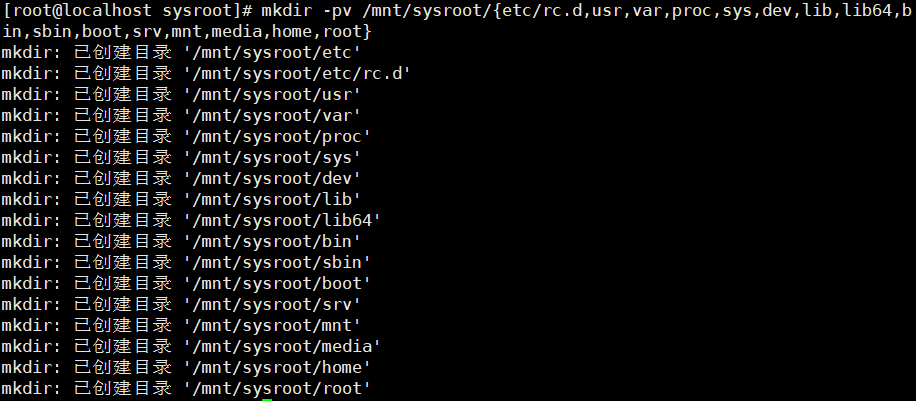 [root@localhost sysroot]# mkdir -pv /mnt/sysroot/{etc/rc.d,usr,var,proc,sys,dev,lib,lib64,b
in,sbin,boot,srv,mnt,media,home,root}
mkdir: 已创建目录 '/mnt/sysroot/etc'
mkdir: 已创建目录 '/mnt/sysroot/etc/rc.d'
mkdir: 已创建目录 '/mnt/sysroot/usr'
mkdir: 已创建目录 '/mnt/sysroot/var'
mkdir: 已创建目录 '/mnt/sysroot/proc'
mkdir: 已创建目录 '/mnt/sysroot/sys'
mkdir: 已创建目录 '/mnt/sysroot/dev'
mkdir: 已创建目录 '/mnt/sysroot/lib'
mkdir: 已创建目录 '/mnt/sysroot/lib64'
mkdir: 已创建目录 '/mnt/sysroot/bin'
mkdir: 已创建目录 '/mnt/sysroot/sbin'
mkdir: 已创建目录 '/mnt/sysroot/boot'
mkdir: 已创建目录 '/mnt/sysroot/srv'
mkdir: 已创建目录 '/mnt/sysroot/mnt'
mkdir: 已创建目录 '/mnt/sysroot/media'
mkdir: 已创建目录 '/mnt/sysroot/home'
mkdir: 已创建目录 '/mnt/sysroot/root'